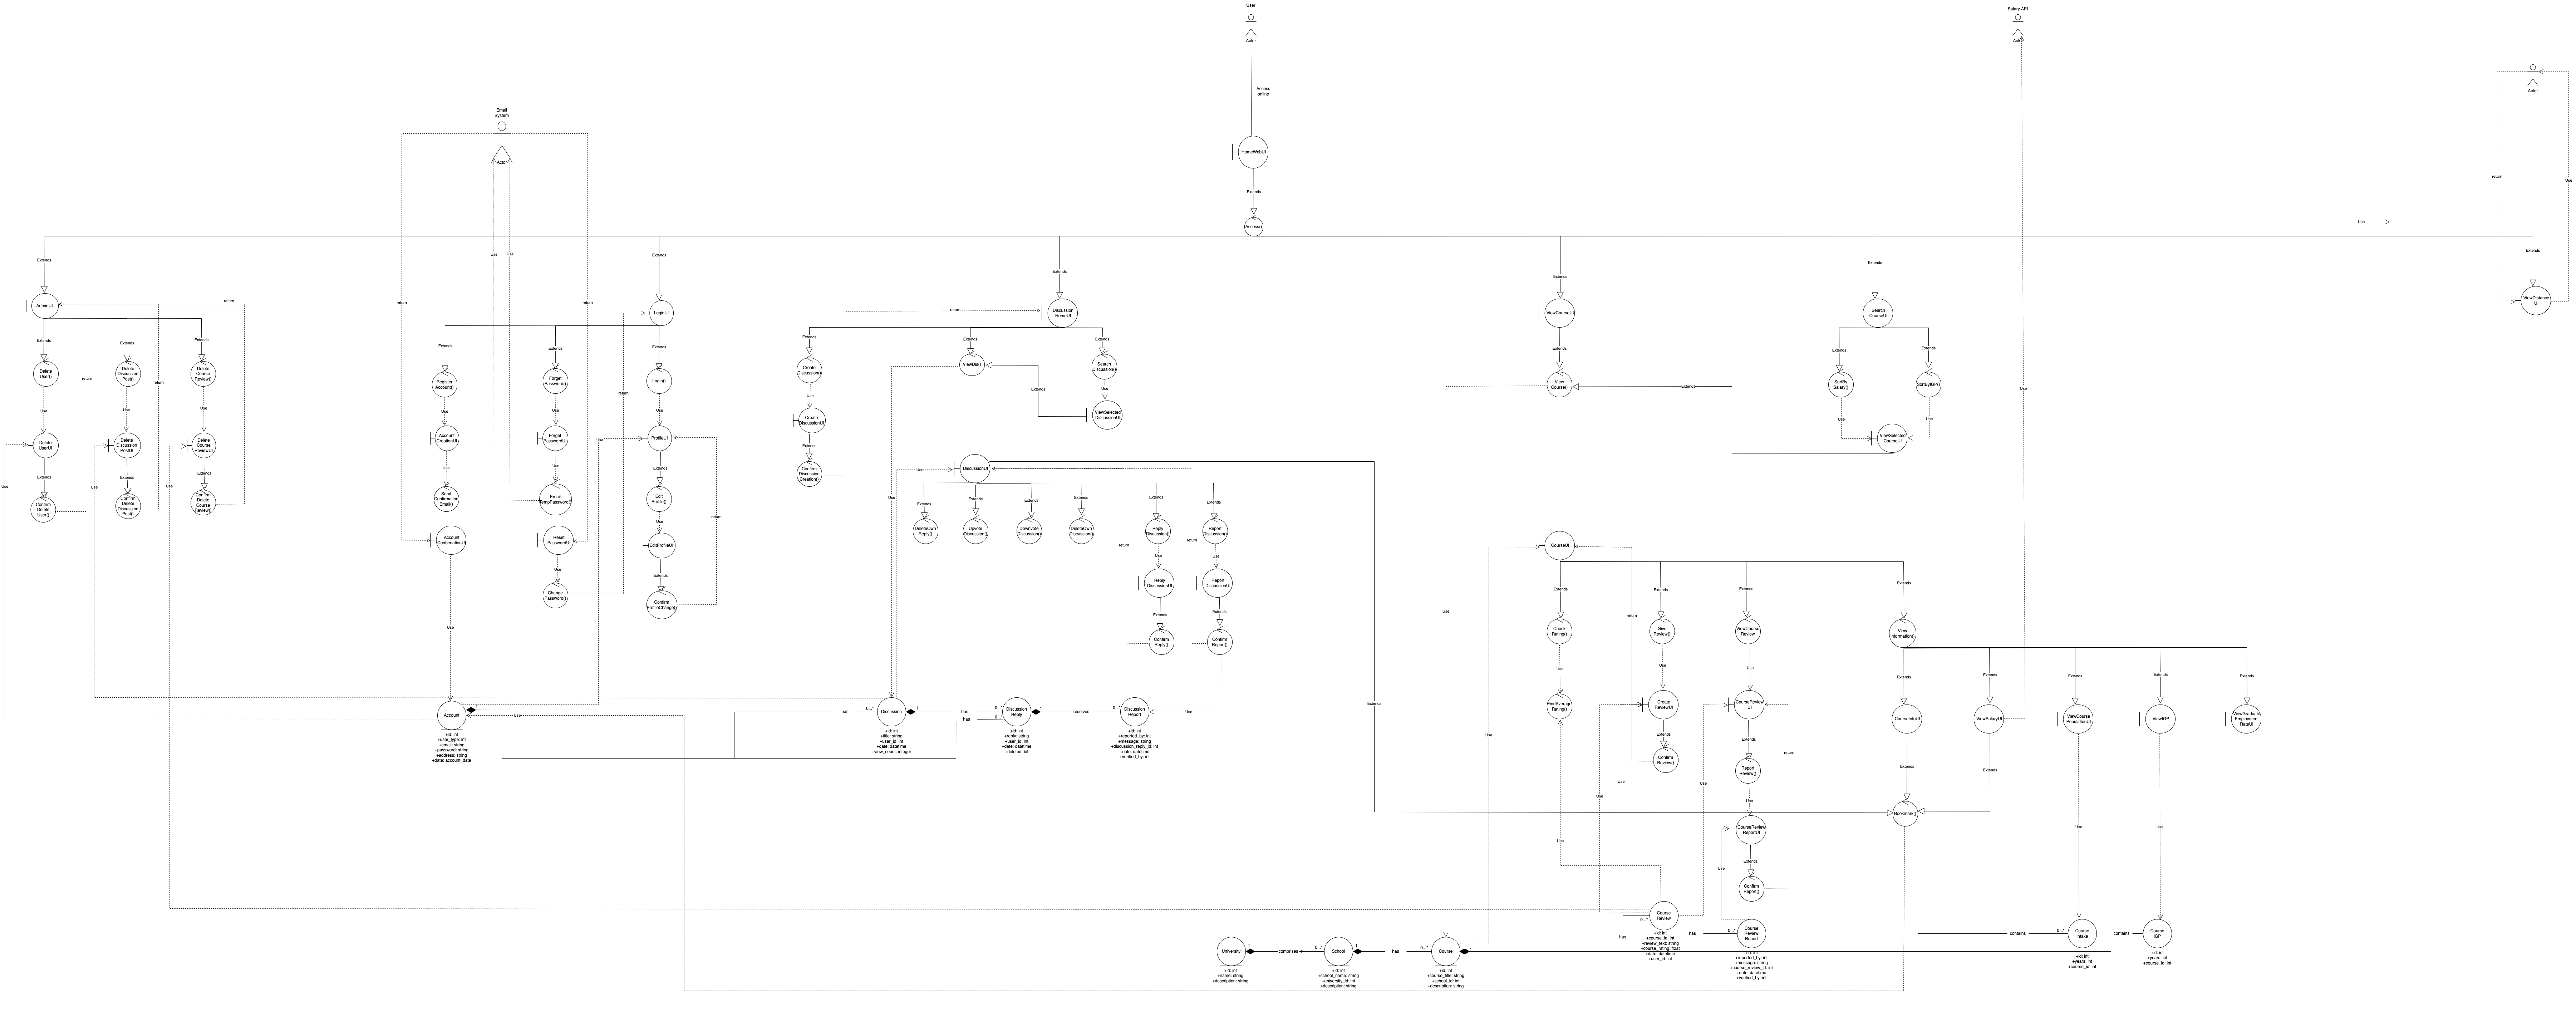 User
Actor
Salary API
Actor
Actor
Access
online
Email
System
Actor
HomeWebUI
return
Use
Extends
Access()
Use
Extends
Use
Use
Extends
Extends
Extends
Extends
Extends
AdminUI
return
return
return
LoginUI
return
Discussion
HomeUI
ViewCourseUI
Search
CourseUI
ViewDistance
UI
Extends
Extends
Extends
Extends
Extends
Extends
Extends
Extends
Extends
Extends
Extends
Extends
Delete
User()
Delete
Discussion
Post()
Delete
Course
Review()
return
return
Register
Account()
Forget
Password()
Login()
return
Create
Discussion()
ViewDis()
Search
Discussion()
View
Course()
SortBy
Salary()
SortByIGP()
Use
Use
Use
Use
Use
Use
Use
Extends
Use
Extends
Use
Use
Use
Delete
UserUI
Delete
Discussion
PostUI
Delete
Course
ReviewUI
Account
CreationUI
Forget
PasswordUI
Use
ProfileUI
Create
DiscussionUI
ViewSelected
DiscussionUI
ViewSelected
CourseUI
Extends
Extends
Extends
Use
Use
Extends
Extends
Use
Use
Use
Confirm
Delete
User()
Confirm
Delete
Discussion
Post()
Confirm
Delete
Course
Review()
Send
Confirmation
Email()
Email
TempPassword()
Edit
Profile()
Confirm
Discussion
Creation()
Use
Use
DiscussionUI
Extends
Extends
Extends
Extends
Extends
Extends
return
Use
DeleteOwn
Reply()
Upvote
Discussion()
Downvote
Discussion()
DeleteOwn
Discussion()
Reply
Discussion()
Report
Discussion()
Account
ConfirmationUI
Reset
PasswordUI
EditProfileUI
return
return
Use
Use
CourseUI
Use
Extends
Reply
DiscussionUI
Report
DiscussionUI
Extends
Extends
Extends
Extends
Change
Password()
Confirm
ProfileChange()
Extends
Extends
Use
return
Use
Confirm
Reply()
Confirm
Report()
Check
Rating()
Give
Review()
ViewCourse
Review
View
Information()
Use
Use
Use
Extends
Extends
Extends
Extends
Extends
Extends
Account
1
Use
has
0...*
Discussion
1
has
0...*
has
Discussion
Reply
1
receives
0...*
Discussion
Report
Use
FindAverage
Rating()
Create
ReviewUI
CourseReview
UI
CourseInfoUI
ViewSalaryUI
ViewCourse
PopulationUI
ViewIGP
ViewGraduate
Employment
RateUI
+id: int
+user_type: int
+email: string
+password: string
+address: string
+date: account_date
+id: int
+title: string
+user_id: int
+date: datetime
+view_count: integer
+id: int
+reply: string
+user_id: int
+date: datetime
+deleted: bit
+id: int
+reported_by: int
+message: string
+discussion_reply_id: int
+date: datetime
+verified_by: int
Use
Extends
Extends
return
Confirm
Review()
Report
Review()
Extends
Extends
Use
Use
Use
Use
Bookmark()
CourseReview
ReportUI
Use
Use
Use
Extends
Use
Confirm
Report()
Course
Review
0...*
has
has
0...*
Course
Review
Report
contains
0...*
Course
Intake
contains
Course
IGP
+id: int
+course_id: int
+review_text: string
+course_rating: float
+date: datetime
+user_id: int
University
1
comprises
0...*
School
1
has
0...*
Course
1
+id: int
+reported_by: int
+message: string
+course_review_id: int
+date: datetime
+verified_by: int
+id: int
+years: int
+course_id: int
+id: int
+years: int
+course_id: int
+id: int
+name: string
+description: string
+id: int
+school_name: string
+university_id: int
+description: string
+id: int
+course_title: string
+school_id: int
+description: string